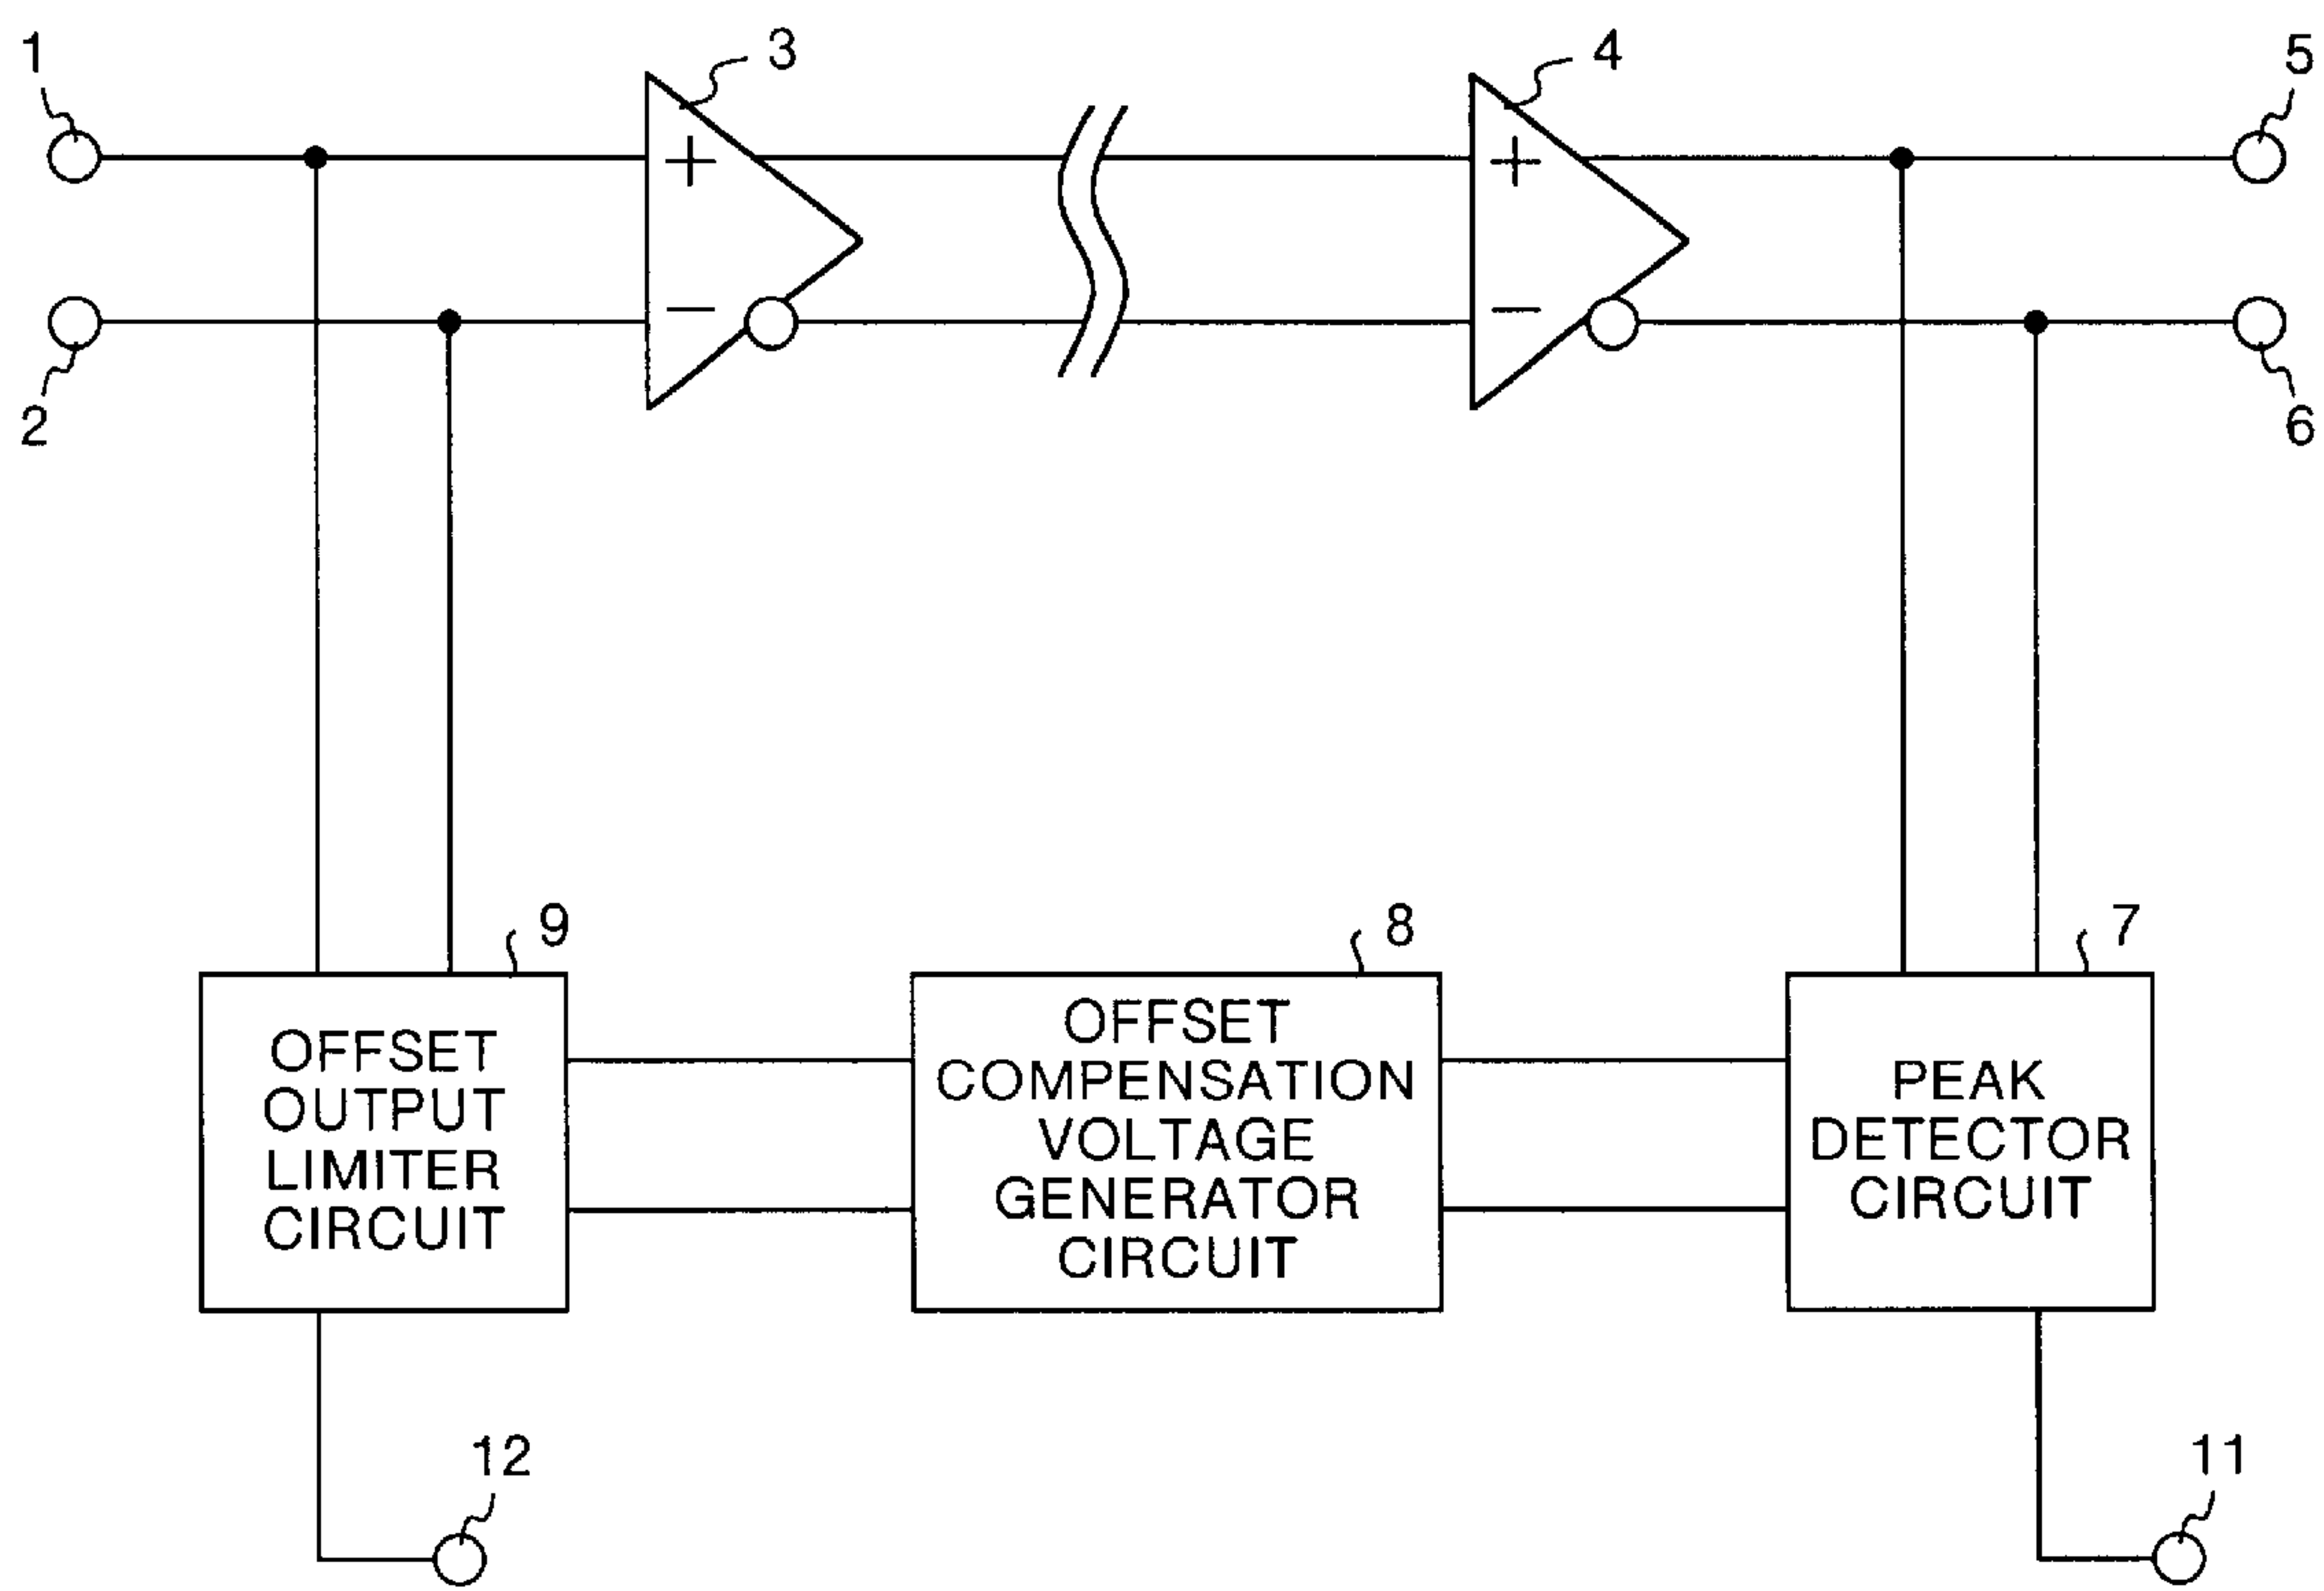 1
3
4
5
+
+
−
−
2
6
9
8
7
OFFSET
OUTPUT
LIMITER
CIRCUIT
OFFSET
COMPENSATION
VOLTAGE
GENERATOR
CIRCUIT
PEAK
DETECTOR
CIRCUIT
12
11